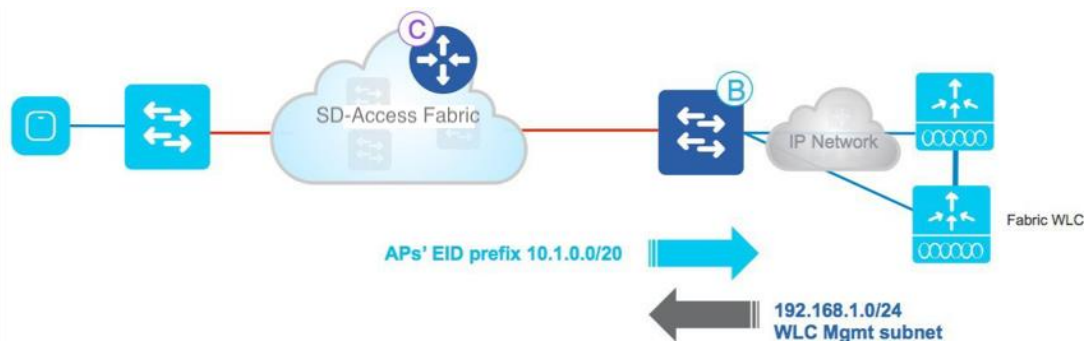 C
SD-Access Fabric
B
IP Network
Fabric WLC
APs' EID prefix 10.1.0.0/20
192.168.1.0/24
WLC Mgmt subnet